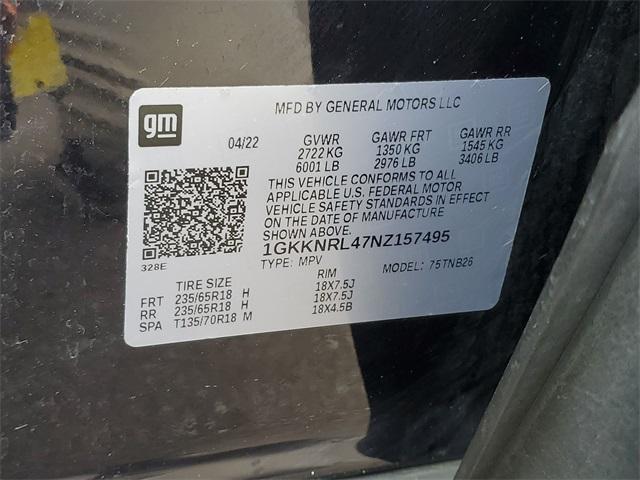 MFD BY GENERAL MOTORS LLC
gm
04/22 GVWR GAWR FRT GAWR RR
2722 KG 1350 KG 1545 KG
6001 LB 2976 LB 3406 LB
THIS VEHICLE CONFORMS TO ALL
APPLICABLE U.S. FEDERAL MOTOR
VEHICLE SAFETY STANDARDS IN EFFECT
ON THE DATE OF MANUFACTURE
SHOWN ABOVE.
1GKKNRL47NZ157495
328E
TYPE: MPV MODEL: 75TNB26
TIRE SIZE RIM
FRT 235/65R18 H 18X7.5J
RR 235/65R18 H 18X7.5J
SPA T135/70R18 M 18X4.5B